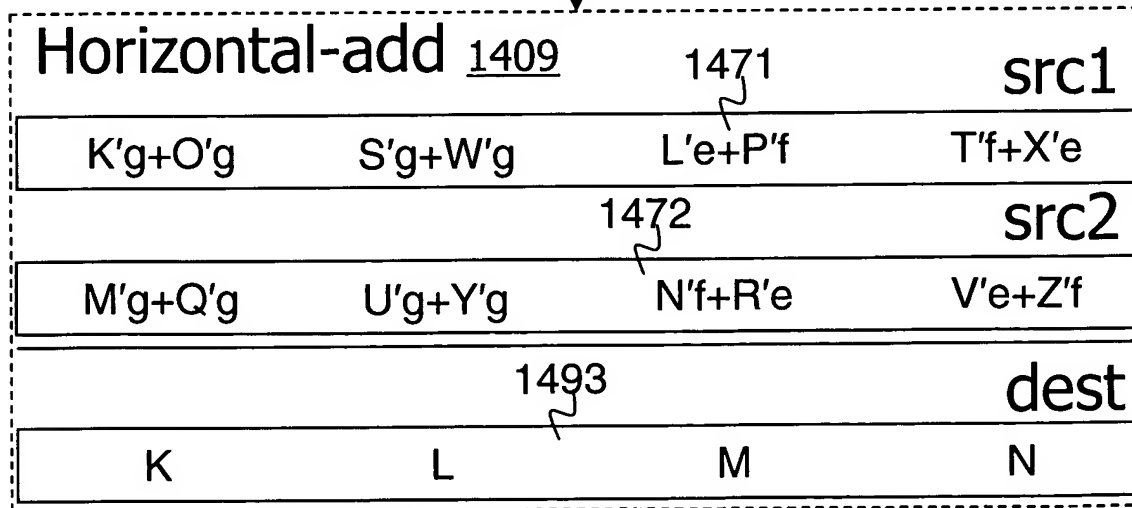 Horizontal-add 1409 1471 src1
K'g+O'g S'g+W'g L'e+P'f T'f+X'e
1472 src2
M'g+Q'g U'g+Y'g N'f+R'e V'e+Z'f
1493 dest
K L M N